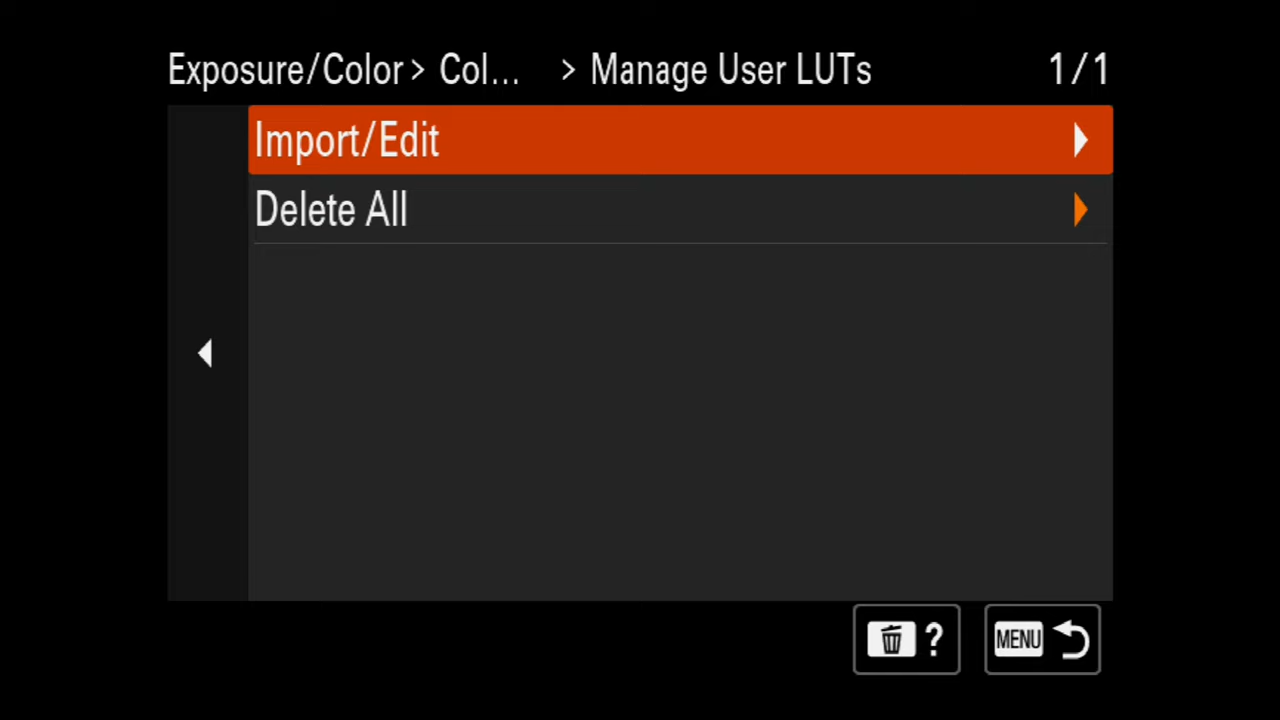 Exposure/Color > Col... > Manage User LUTs 1/1
Import/Edit
Delete All
? MENU